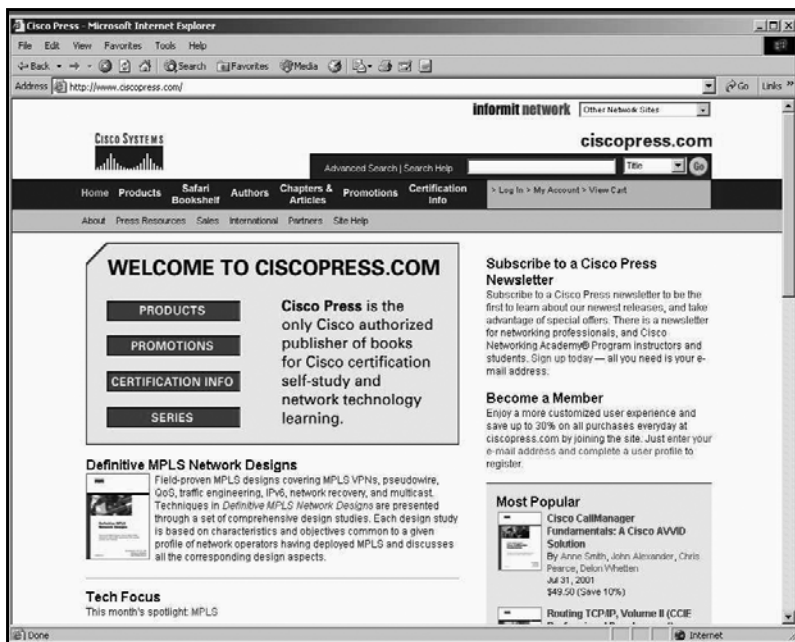 Cisco Press - Microsoft Internet Explorer
File Edit View Favorites Tools Help
Back Search Favorites Media
Address http://www.ciscopress.com/ Go Links »
informit network Other Network Sites
CISCO SYSTEMS
ciscopress.com
Advanced Search | Search Help Title Go
Home Products Safari Bookshelf Authors Chapters & Articles Promotions Certification Info
> Log In > My Account > View Cart
About Press Resources Sales International Partners Site Help
WELCOME TO CISCOPRESS.COM
PRODUCTS
PROMOTIONS
CERTIFICATION INFO
SERIES
Cisco Press is the
only Cisco authorized
publisher of books
for Cisco certification
self-study and
network technology
learning.
Definitive MPLS Network Designs
Field-proven MPLS designs covering MPLS VPNs, pseudowire,
QoS, traffic engineering, IPv6, network recovery, and multicast.
Techniques in Definitive MPLS Network Designs are presented
through a set of comprehensive design studies. Each design study
is based on characteristics and objectives common to a given
profile of network operators having deployed MPLS and discusses
all the corresponding design aspects.
Tech Focus
This month's spotlight: MPLS
Subscribe to a Cisco Press
Newsletter
Subscribe to a Cisco Press newsletter to be the
first to learn about our newest releases, and take
advantage of special offers. There is a newsletter
for networking professionals, and Cisco
Networking Academy® Program instructors and
students. Sign up today — all you need is your e-
mail address.
Become a Member
Enjoy a more customized user experience and
save up to 30% on all purchases everyday at
ciscopress.com by joining the site. Just enter your
e-mail address and complete a user profile to
register.
Most Popular
Cisco CallManager
Fundamentals: A Cisco AVVID
Solution
By Anne Smith, John Alexander, Chris
Pearce, Delon Whetten
Jul 31, 2001
$49.50 (Save 10%)
Routing TCP/IP, Volume II (CCIE
Done Internet